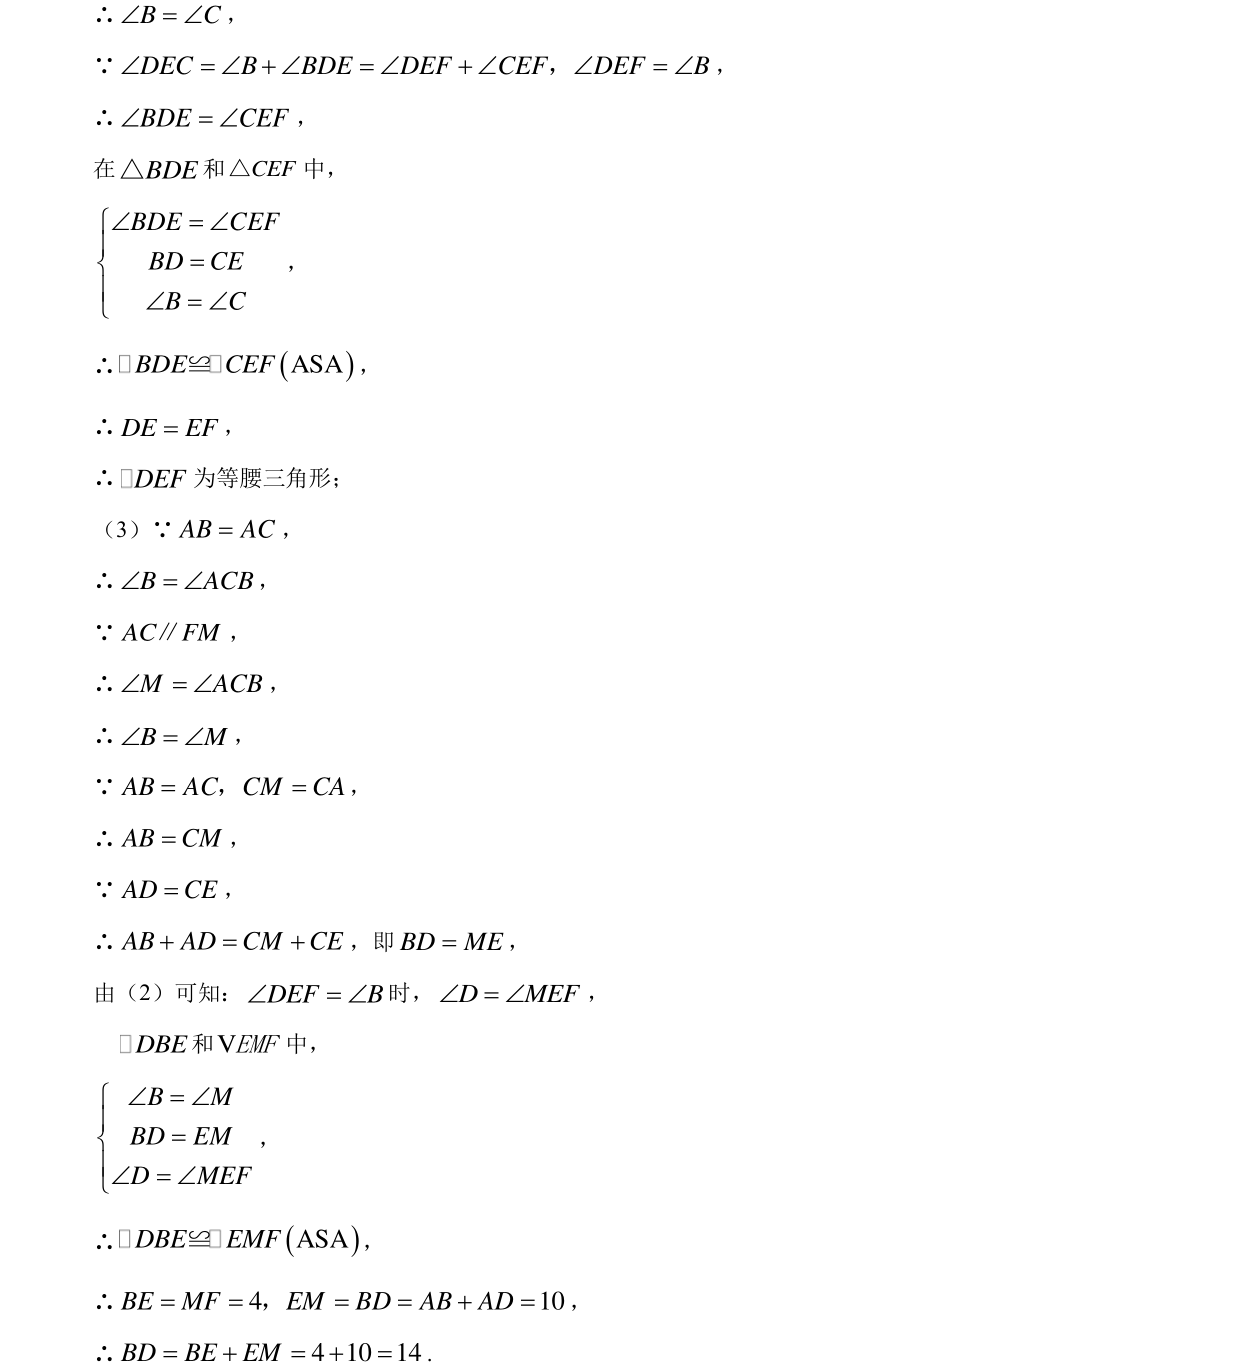 ∴∠B=∠C，
∵∠DEC=∠B+∠BDE=∠DEF+∠CEF，∠DEF=∠B，
∴∠BDE=∠CEF，
在△BDE和△CEF中，
∠BDE=∠CEF
BD=CE ，
∠B=∠C
∴□BDE≌□CEF(ASA)，
∴DE=EF，
∴□DEF为等腰三角形；
（3）∵AB=AC，
∴∠B=∠ACB，
∵AC∥FM，
∴∠M=∠ACB，
∴∠B=∠M，
∵AB=AC，CM=CA，
∴AB=CM，
∵AD=CE，
∴AB+AD=CM+CE，即BD=ME，
由（2）可知：∠DEF=∠B时，∠D=∠MEF，
□DBE和VEMF中，
∠B=∠M
BD=EM ，
∠D=∠MEF
∴□DBE≌□EMF(ASA)，
∴BE=MF=4，EM=BD=AB+AD=10，
∴BD=BE+EM=4+10=14.